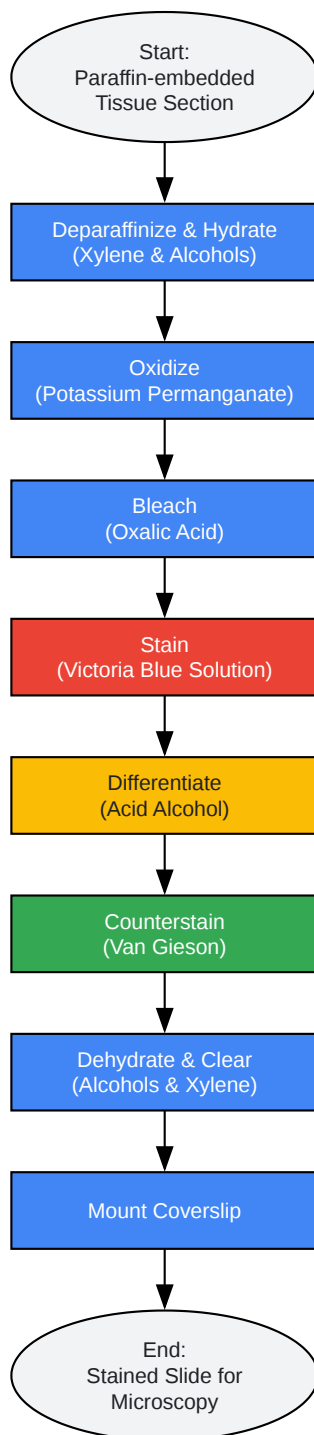 Start:
Paraffin-embedded
Tissue Section
Deparaffinize & Hydrate
(Xylene & Alcohols)
Oxidize
(Potassium Permanganate)
Bleach
(Oxalic Acid)
Stain
(Victoria Blue Solution)
Differentiate
(Acid Alcohol)
Counterstain
(Van Gieson)
Dehydrate & Clear
(Alcohols & Xylene)
Mount Coverslip
End:
Stained Slide for
Microscopy